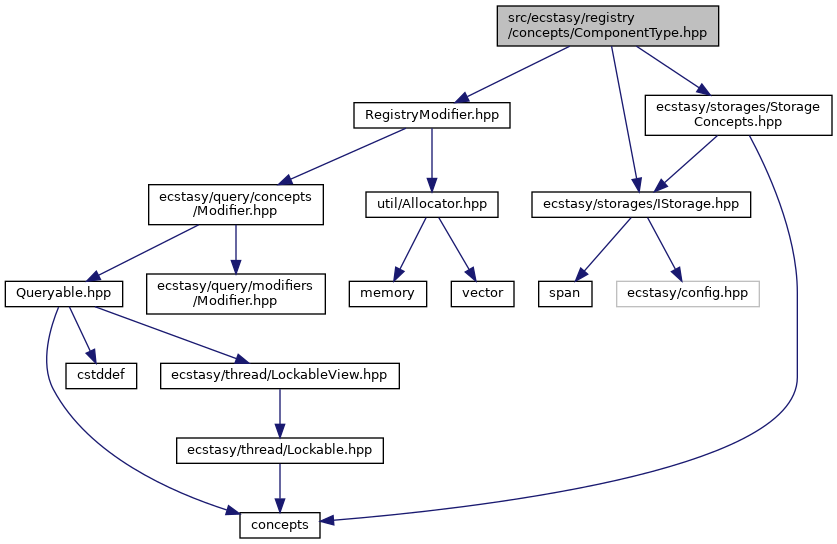 src/ecstasy/registry
/concepts/ComponentType.hpp
RegistryModifier.hpp
ecstasy/storages/Storage
Concepts.hpp
ecstasy/query/concepts
/Modifier.hpp
util/Allocator.hpp
ecstasy/storages/IStorage.hpp
Queryable.hpp
ecstasy/query/modifiers
/Modifier.hpp
memory
vector
span
ecstasy/config.hpp
cstddef
ecstasy/thread/LockableView.hpp
ecstasy/thread/Lockable.hpp
concepts